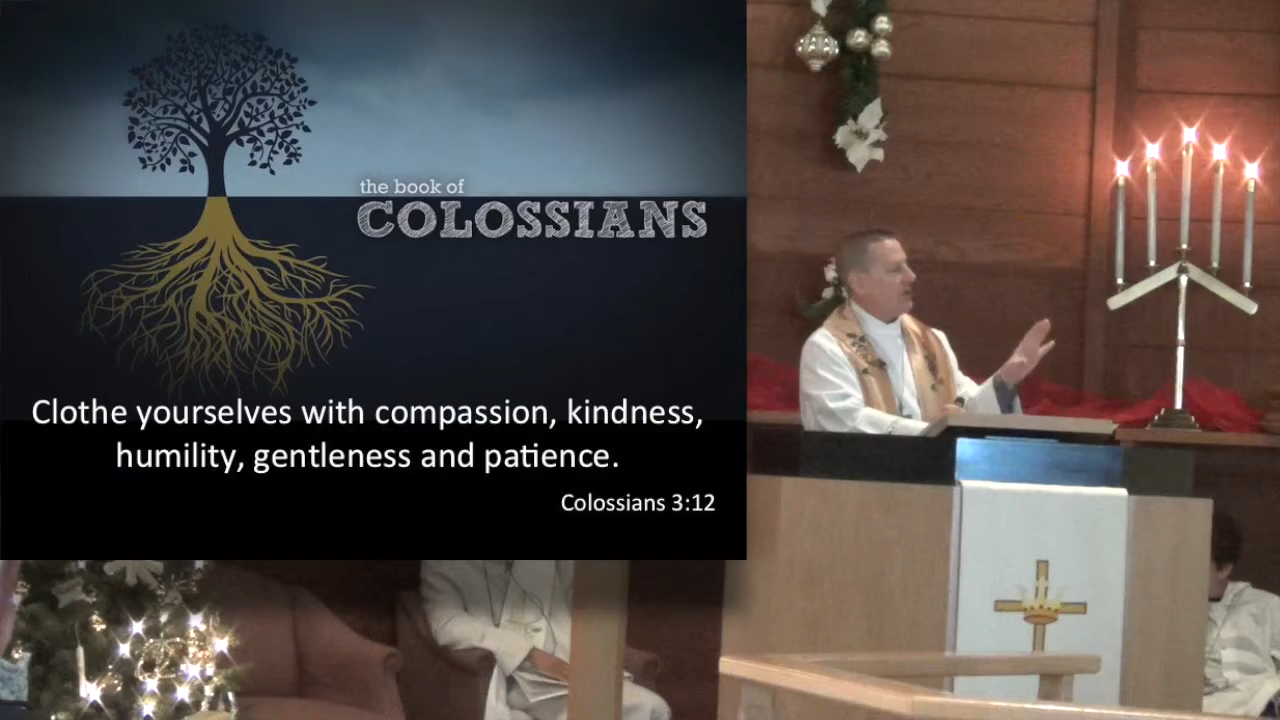 the book of
COLOSSIANS
Clothe yourselves with compassion, kindness,
humility, gentleness and patience.
Colossians 3:12